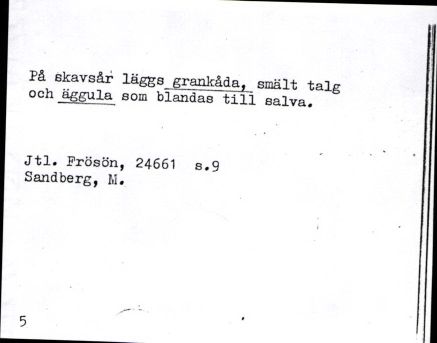 På skavsår läggs grankåda, smält talg
och äggula som blandas till salva.
Jtl. Frösön, 24661 s.9
Sandberg, M.
5